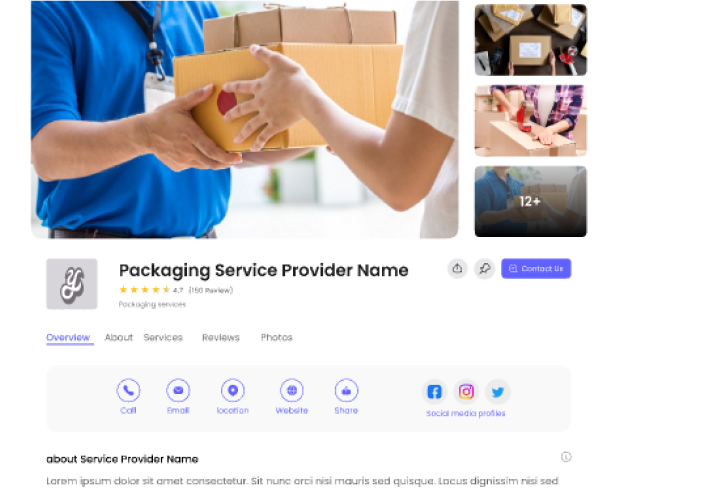 12+
Packaging Service Provider Name
Contact Us
4.7 (150 Review)
Packaging services
Overview About Services Reviews Photos
Call Email location Website Share
Social media profiles
about Service Provider Name
Lorem ipsum dolor sit amet consectetur. Sit nunc orci nisi mauris sed quisque. Lacus dignissim nisi sed